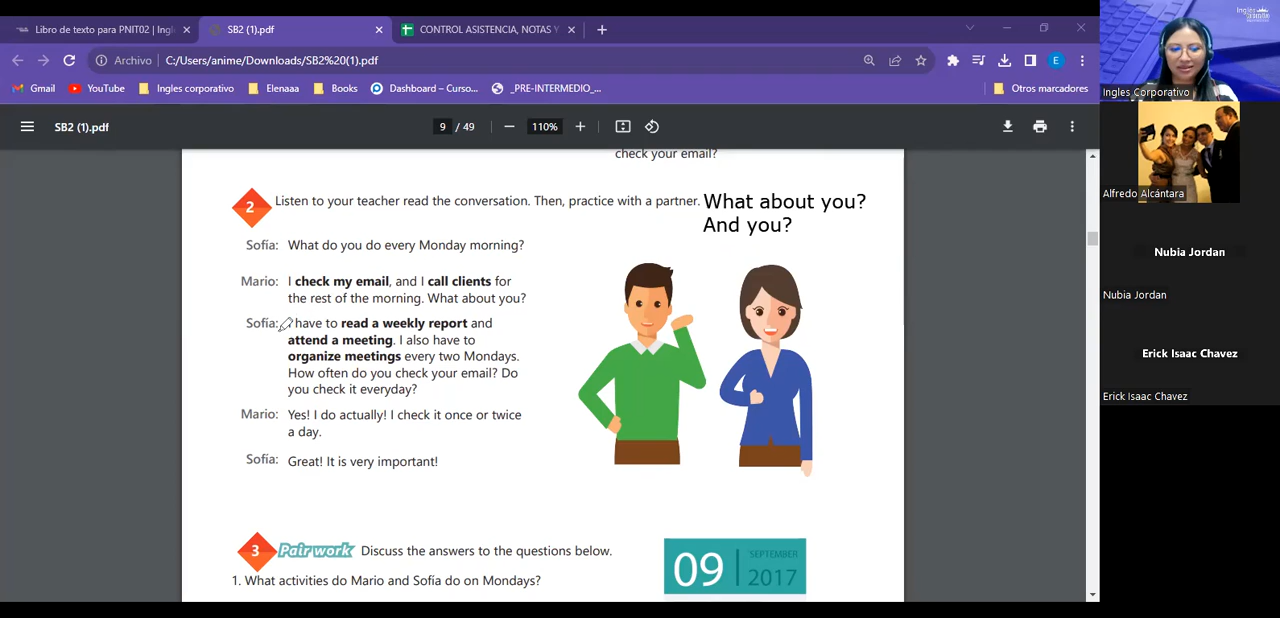 Libro de texto para PNIT02 | Ingl
SB2 (1).pdf
CONTROL ASISTENCIA, NOTAS Y
Archivo
C:/Users/anime/Downloads/SB2%20(1).pdf
E
Gmail
YouTube
Ingles corporativo
Elenaaa
Books
Dashboard – Curso...
_PRE-INTERMEDIO_...
Otros marcadores
SB2 (1).pdf
9 / 49
110%
check your email?
2
Listen to your teacher read the conversation. Then, practice with a partner.
What about you?
And you?
Sofía: What do you do every Monday morning?
Mario: I check my email, and I call clients for
the rest of the morning. What about you?
Sofía: I have to read a weekly report and
attend a meeting. I also have to
organize meetings every two Mondays.
How often do you check your email? Do
you check it everyday?
Mario: Yes! I do actually! I check it once or twice
a day.
Sofía: Great! It is very important!
3
Pair work
Discuss the answers to the questions below.
09
SEPTEMBER
2017
1. What activities do Mario and Sofía do on Mondays?
Ingles Corporativo
Alfredo Alcántara
Nubia Jordan
Nubia Jordan
Erick Isaac Chavez
Erick Isaac Chavez